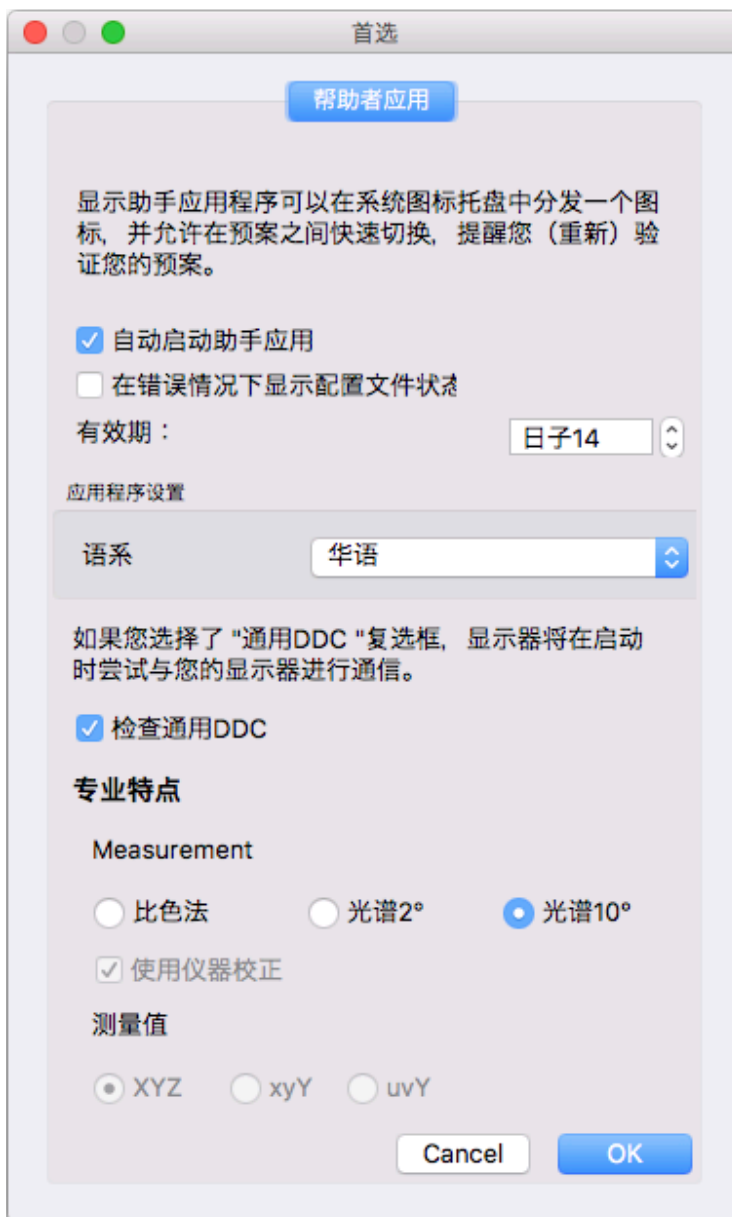 首选
帮助者应用
显示助手应用程序可以在系统图标托盘中分发一个图
标，并允许在预案之间快速切换，提醒您（重新）验
证您的预案。
自动启动助手应用
在错误情况下显示配置文件状态
有效期：
日子14
应用程序设置
语系
华语
如果您选择了 "通用DDC "复选框，显示器将在启动
时尝试与您的显示器进行通信。
检查通用DDC
专业特点
Measurement
比色法 光谱2° 光谱10°
使用仪器校正
测量值
XYZ xyY uvY
Cancel OK